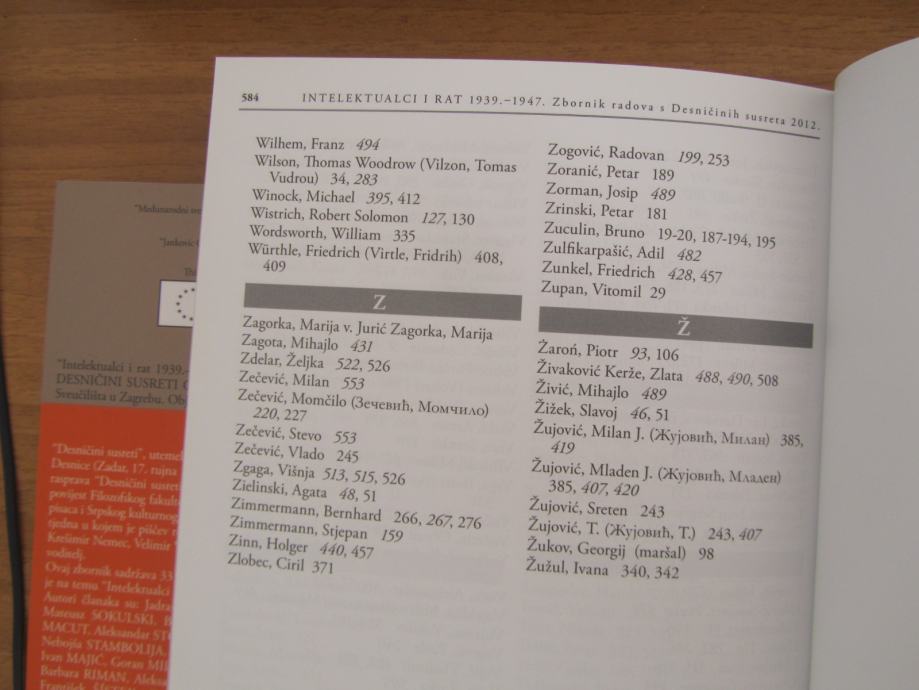 584 INTELEKTUALCI I RAT 1939.–1947. Zbornik radova s Desničinih susreta 2012.
Wilhem, Franz 494
Wilson, Thomas Woodrow (Vilzon, Tomas
Vudrou) 34, 283
Winock, Michael 395, 412
Wistrich, Robert Solomon 127, 130
Wordsworth, William 335
Würthle, Friedrich (Virtle, Fridrih) 408,
409
Z
Zagorka, Marija v. Jurić Zagorka, Marija
Zagota, Mihajlo 431
Zdelar, Željka 522, 526
Zečević, Milan 553
Zečević, Momčilo (Зечевић, Момчило)
220, 227
Zečević, Stevo 553
Zečević, Vlado 245
Zgaga, Višnja 513, 515, 526
Zielinski, Agata 48, 51
Zimmermann, Bernhard 266, 267, 276
Zimmermann, Stjepan 159
Zinn, Holger 440, 457
Zlobec, Ciril 371
Zogović, Radovan 199, 253
Zoranić, Petar 189
Zorman, Josip 489
Zrinski, Petar 181
Zuculin, Bruno 19-20, 187-194, 195
Zulfikarpašić, Adil 482
Zunkel, Friedrich 428, 457
Zupan, Vitomil 29
Ž
Żaroń, Piotr 93, 106
Živaković Kerže, Zlata 488, 490, 508
Živić, Mihajlo 489
Žižek, Slavoj 46, 51
Žujović, Milan J. (Жујовић, Милан) 385,
419
Žujović, Mladen J. (Жујовић, Младен)
385, 407, 420
Žujović, Sreten 243
Žujović, T. (Жујовић, Т.) 243, 407
Žukov, Georgij (maršal) 98
Žužul, Ivana 340, 342
"Međunarodni
"Janković
"Intelektualci i rat 1939.
DESNIČINI SUSRETI
Sveučilišta u Zagrebu.
"Desničini susreti",
Desnice (Zadar, 17. rujna
rasprava "Desničini
povijest Filozofskog
pisaca i Srpskog
tjedna u kojem je piščev
Krešimir Nemec, Velimir
voditelj.
Ovaj zbornik sadržava 33
je na temu "Intelektualci
Autori članaka su:
Mateusz SOKULSKI,
MACUT, Aleksandar
Nebojša STAMBOLIJA,
Ivan MAJIĆ, Goran
Barbara RIMAN,